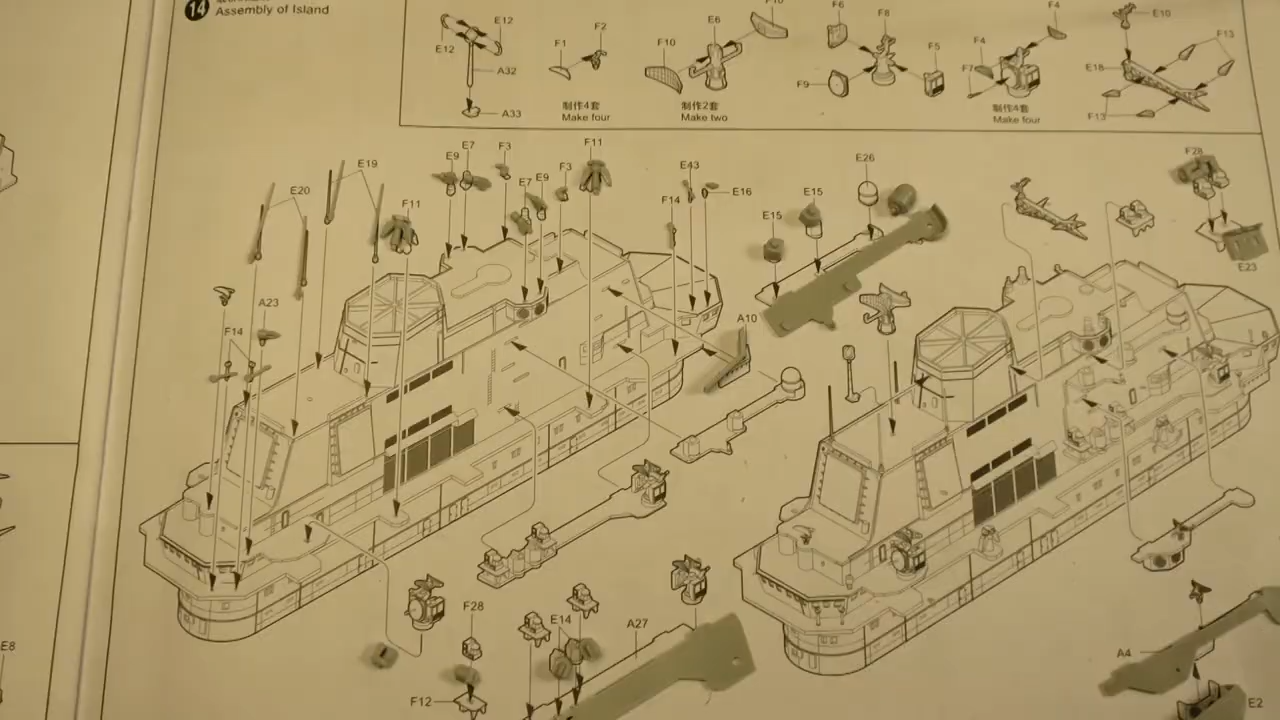 14
Assembly of Island
E12
E12
A32
A33
F1
F2
制作4套
Make four
F10
E6
F10
制作2套
Make two
F6
F8
F9
F5
F4
F4
F7
制作4套
Make four
E10
F13
E18
F13
E20
E19
F11
E9
E7
F3
E7
E9
F3
F11
E43
E16
F14
E15
E15
E26
F28
E23
A23
F14
A10
F28
E14
A27
F12
A4
E2
E8